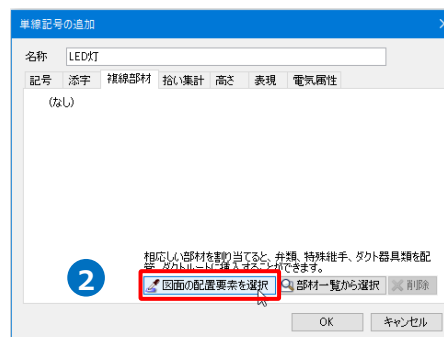 単線記号の追加
名称 LED灯
記号 添字 複線部材 拾い集計 高さ 表現 電気属性
(なし)
相応しい部材を割り当てると、弁類、特殊継手、ダクト器具類を配
管、ダクトルートに挿入することができます。
2 図面の配置要素を選択 部材一覧から選択 削除
OK キャンセル